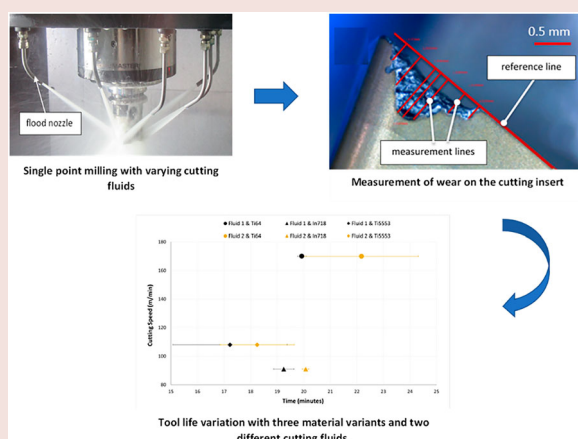 flood nozzle
Single point milling with varying cutting
fluids
0.5 mm
reference line
measurement lines
Measurement of wear on the cutting insert
Fluid 1 & Ti64
Fluid 1 & In718
Fluid 1 & Ti5553
Fluid 2 & Ti64
Fluid 2 & In718
Fluid 2 & Ti5553
Cutting Speed (m/min)
180
160
140
120
100
80
15 16 17 18 19 20 21 22 23 24 25
Time (minutes)
Tool life variation with three material variants and two
different cutting fluids